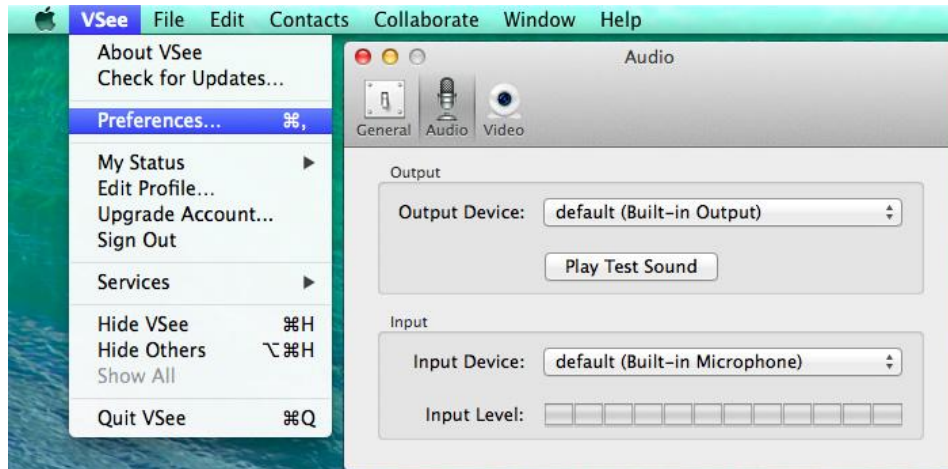 VSee File Edit Contacts Collaborate Window Help
About VSee
Check for Updates...
Preferences... ⌘,
My Status ▶
Edit Profile...
Upgrade Account...
Sign Out
Services ▶
Hide VSee ⌘H
Hide Others ⌥⌘H
Show All
Quit VSee ⌘Q
Audio
General Audio Video
Output
Output Device: default (Built-in Output)
Play Test Sound
Input
Input Device: default (Built-in Microphone)
Input Level: